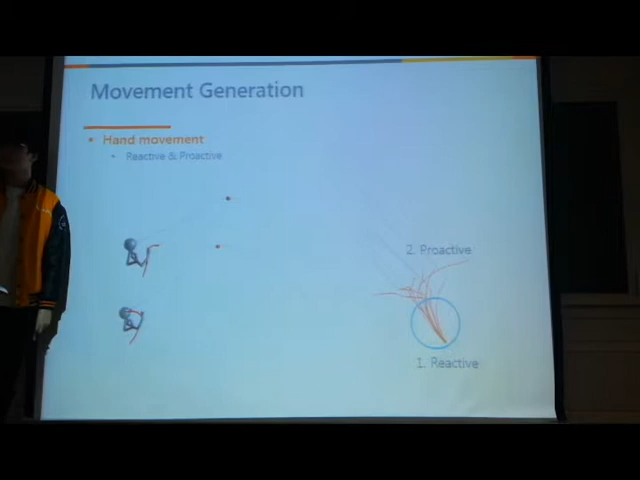 Movement Generation
• Hand movement
• Reactive & Proactive
2. Proactive
1. Reactive